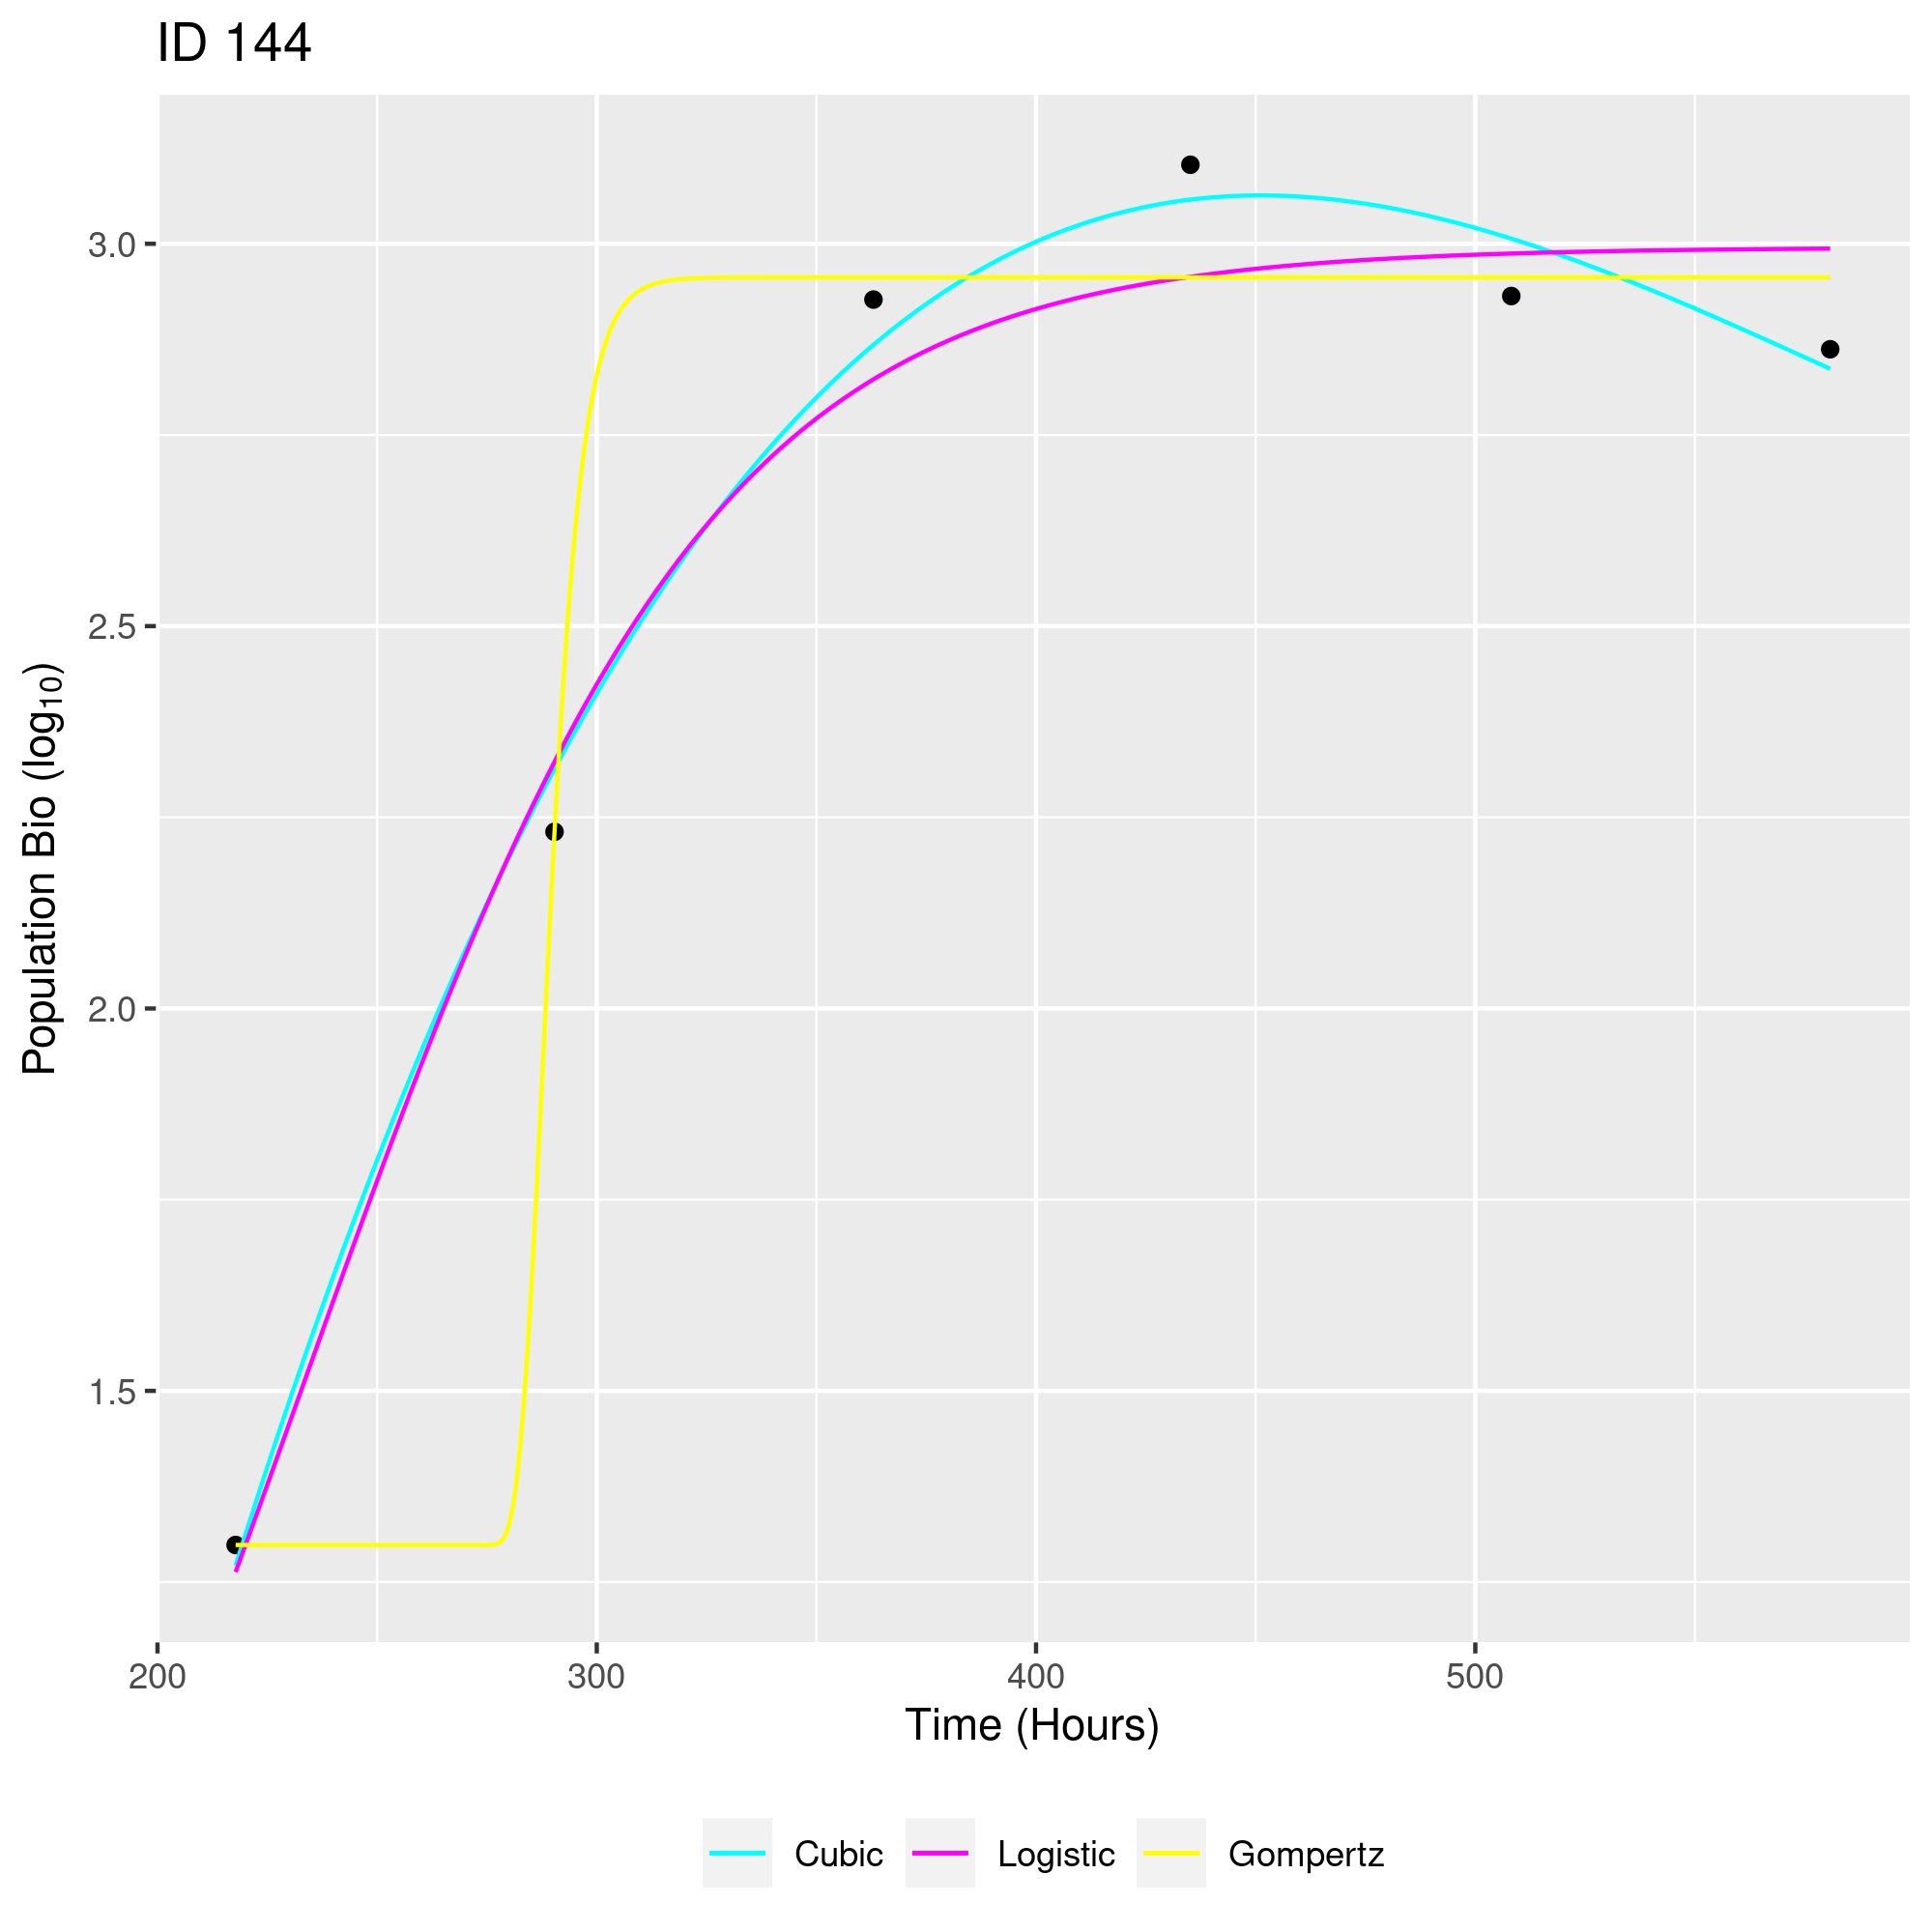 ID 144
Population Bio (log₁₀)
3.0
2.5
2.0
1.5
200 300 400 500
Time (Hours)
Cubic Logistic Gompertz